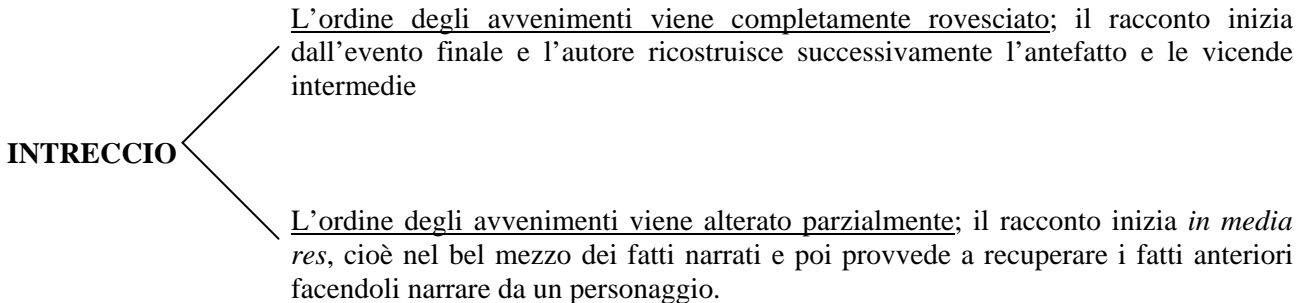 L’ordine degli avvenimenti viene completamente rovesciato; il racconto inizia
dall’evento finale e l’autore ricostruisce successivamente l’antefatto e le vicende
intermedie
INTRECCIO
L’ordine degli avvenimenti viene alterato parzialmente; il racconto inizia in media
res, cioè nel bel mezzo dei fatti narrati e poi provvede a recuperare i fatti anteriori
facendoli narrare da un personaggio.